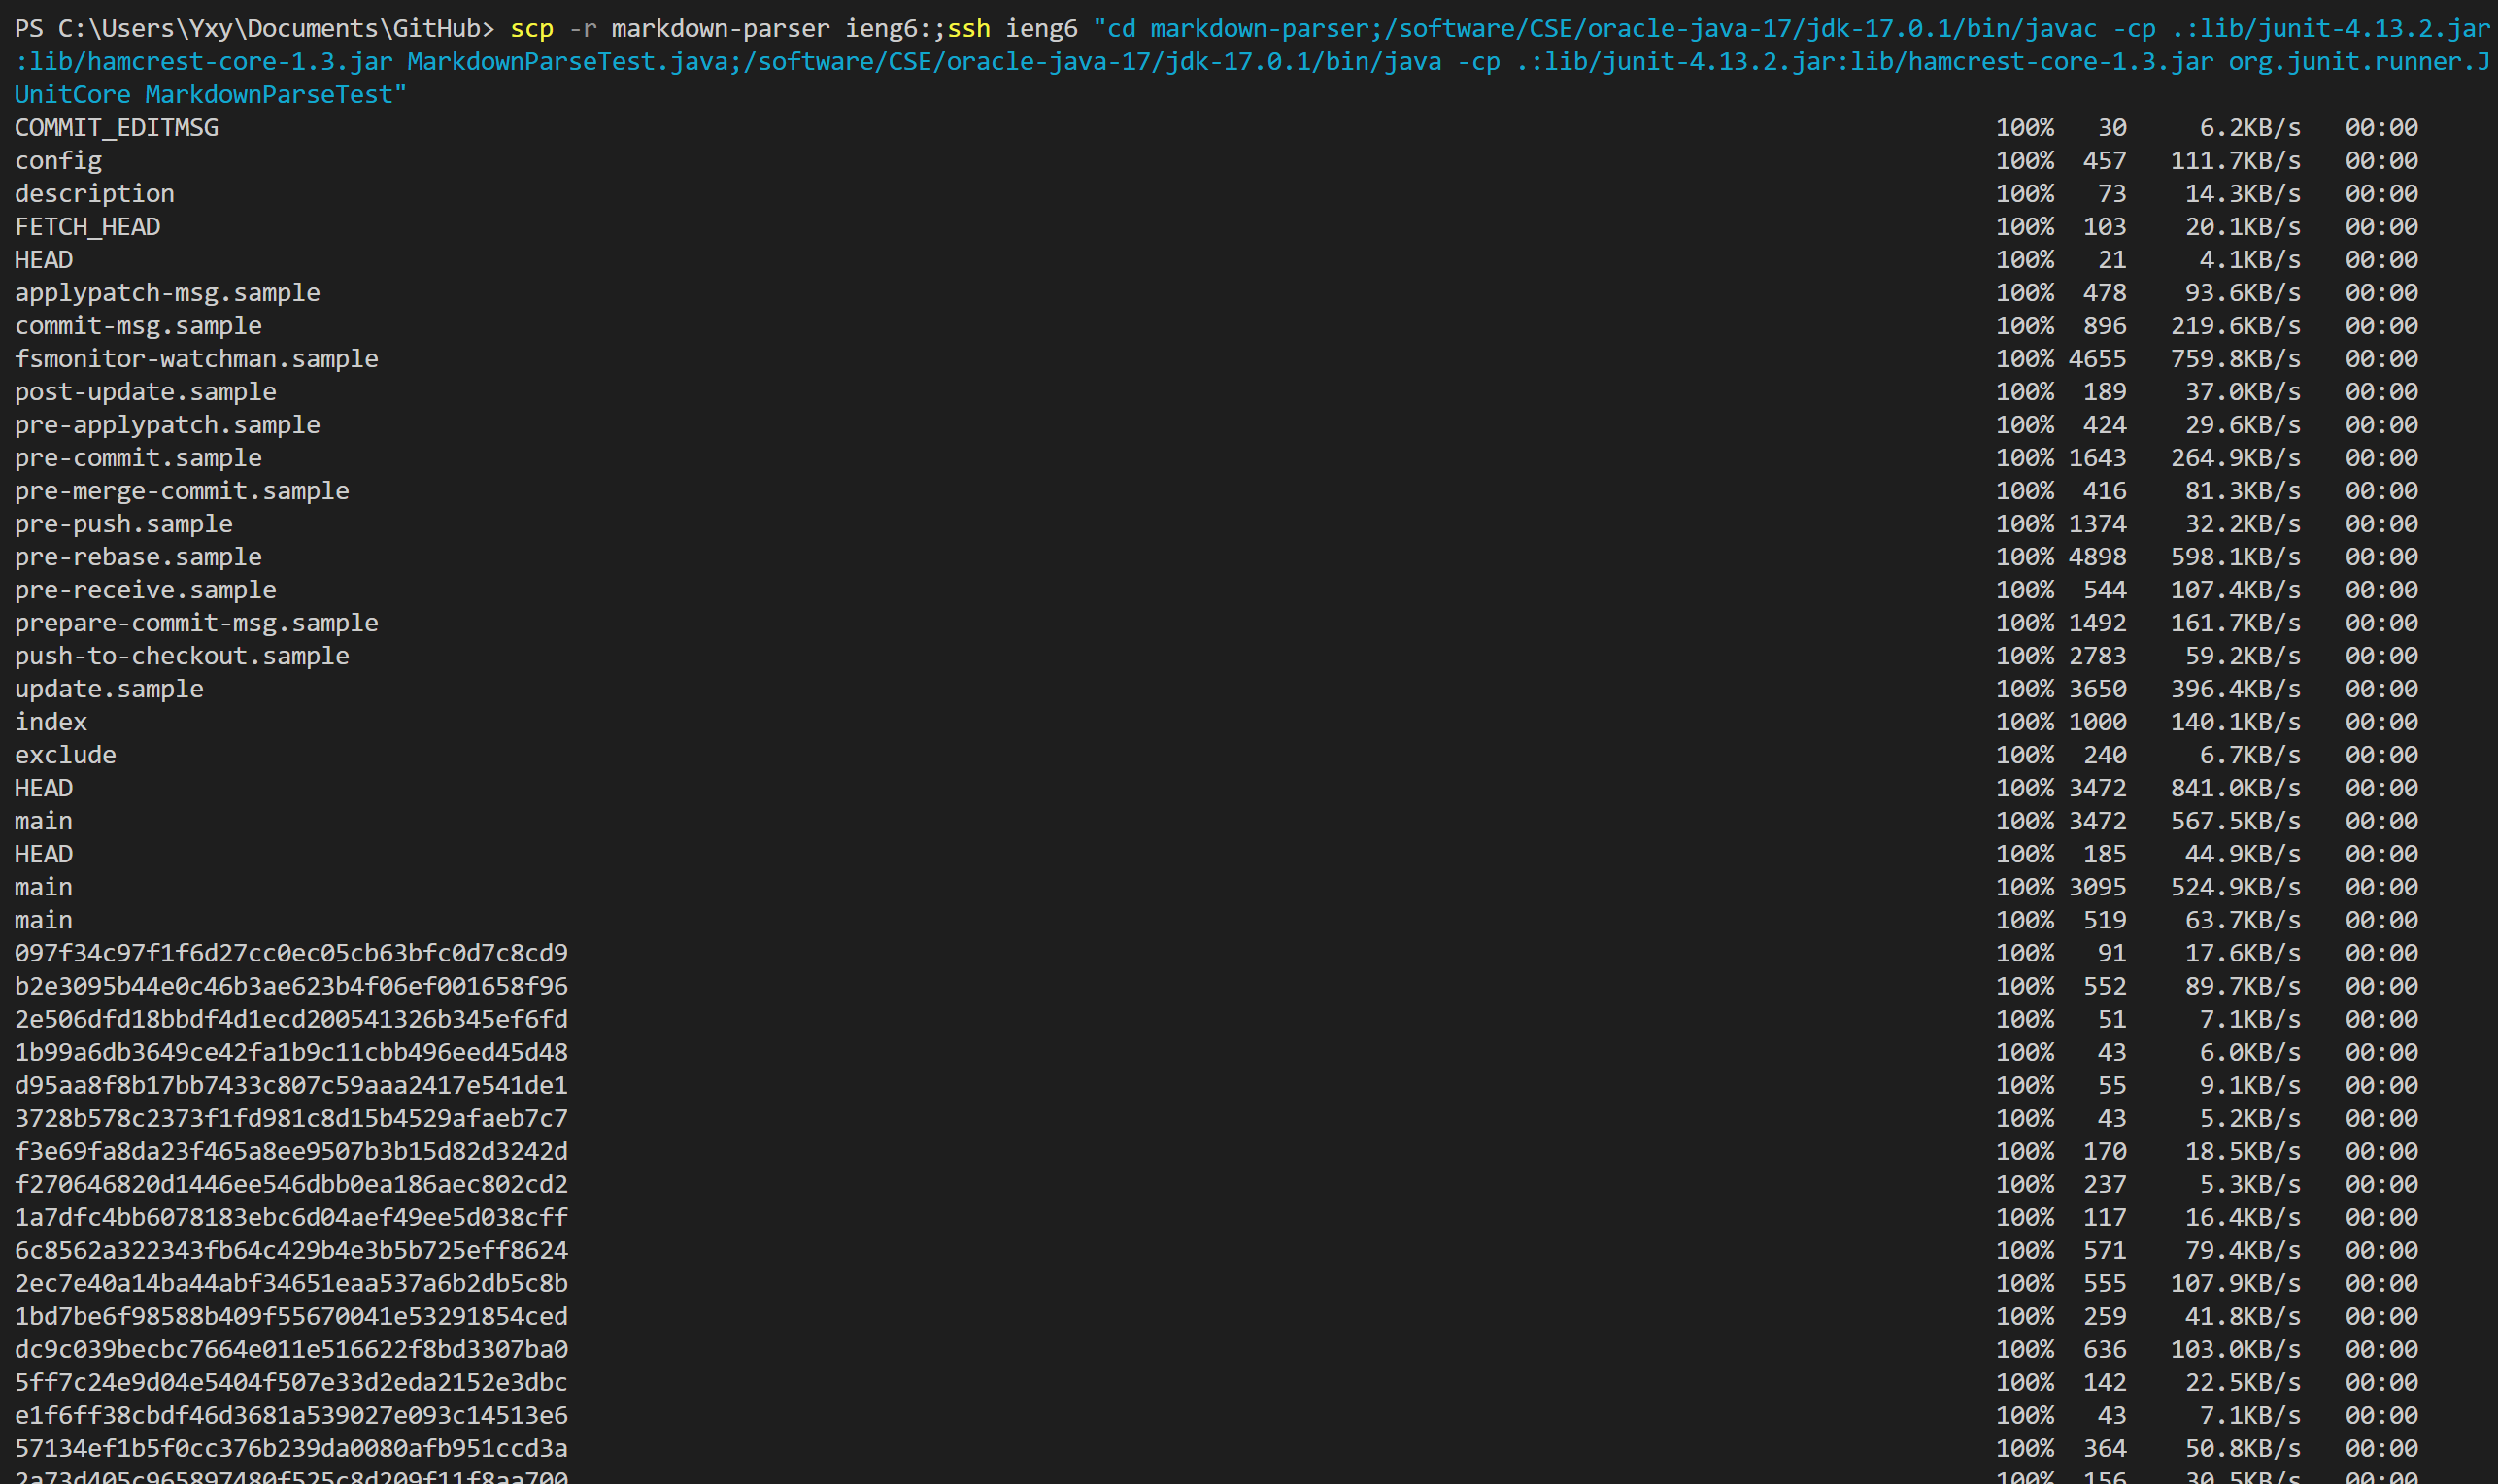 PS C:\Users\Yxy\Documents\GitHub> scp -r markdown-parser ieng6:;ssh ieng6 "cd markdown-parser;/software/CSE/oracle-java-17/jdk-17.0.1/bin/javac -cp .:lib/junit-4.13.2.jar
:lib/hamcrest-core-1.3.jar MarkdownParseTest.java;/software/CSE/oracle-java-17/jdk-17.0.1/bin/java -cp .:lib/junit-4.13.2.jar:lib/hamcrest-core-1.3.jar org.junit.runner.J
UnitCore MarkdownParseTest"
COMMIT_EDITMSG 100% 30 6.2KB/s 00:00
config 100% 457 111.7KB/s 00:00
description 100% 73 14.3KB/s 00:00
FETCH_HEAD 100% 103 20.1KB/s 00:00
HEAD 100% 21 4.1KB/s 00:00
applypatch-msg.sample 100% 478 93.6KB/s 00:00
commit-msg.sample 100% 896 219.6KB/s 00:00
fsmonitor-watchman.sample 100% 4655 759.8KB/s 00:00
post-update.sample 100% 189 37.0KB/s 00:00
pre-applypatch.sample 100% 424 29.6KB/s 00:00
pre-commit.sample 100% 1643 264.9KB/s 00:00
pre-merge-commit.sample 100% 416 81.3KB/s 00:00
pre-push.sample 100% 1374 32.2KB/s 00:00
pre-rebase.sample 100% 4898 598.1KB/s 00:00
pre-receive.sample 100% 544 107.4KB/s 00:00
prepare-commit-msg.sample 100% 1492 161.7KB/s 00:00
push-to-checkout.sample 100% 2783 59.2KB/s 00:00
update.sample 100% 3650 396.4KB/s 00:00
index 100% 1000 140.1KB/s 00:00
exclude 100% 240 6.7KB/s 00:00
HEAD 100% 3472 841.0KB/s 00:00
main 100% 3472 567.5KB/s 00:00
HEAD 100% 185 44.9KB/s 00:00
main 100% 3095 524.9KB/s 00:00
main 100% 519 63.7KB/s 00:00
097f34c97f1f6d27cc0ec05cb63bfc0d7c8cd9 100% 91 17.6KB/s 00:00
b2e3095b44e0c46b3ae623b4f06ef001658f96 100% 552 89.7KB/s 00:00
2e506dfd18bbdf4d1ecd200541326b345ef6fd 100% 51 7.1KB/s 00:00
1b99a6db3649ce42fa1b9c11cbb496eed45d48 100% 43 6.0KB/s 00:00
d95aa8f8b17bb7433c807c59aaa2417e541de1 100% 55 9.1KB/s 00:00
3728b578c2373f1fd981c8d15b4529afaeb7c7 100% 43 5.2KB/s 00:00
f3e69fa8da23f465a8ee9507b3b15d82d3242d 100% 170 18.5KB/s 00:00
f270646820d1446ee546dbb0ea186aec802cd2 100% 237 5.3KB/s 00:00
1a7dfc4bb6078183ebc6d04aef49ee5d038cff 100% 117 16.4KB/s 00:00
6c8562a322343fb64c429b4e3b5b725eff8624 100% 571 79.4KB/s 00:00
2ec7e40a14ba44abf34651eaa537a6b2db5c8b 100% 555 107.9KB/s 00:00
1bd7be6f98588b409f55670041e53291854ced 100% 259 41.8KB/s 00:00
dc9c039becbc7664e011e516622f8bd3307ba0 100% 636 103.0KB/s 00:00
5ff7c24e9d04e5404f507e33d2eda2152e3dbc 100% 142 22.5KB/s 00:00
e1f6ff38cbdf46d3681a539027e093c14513e6 100% 43 7.1KB/s 00:00
57134ef1b5f0cc376b239da0080afb951ccd3a 100% 364 50.8KB/s 00:00
2a73d405c965897480f525c8d209f11f8aa700 100% 156 30.5KB/s 00:00